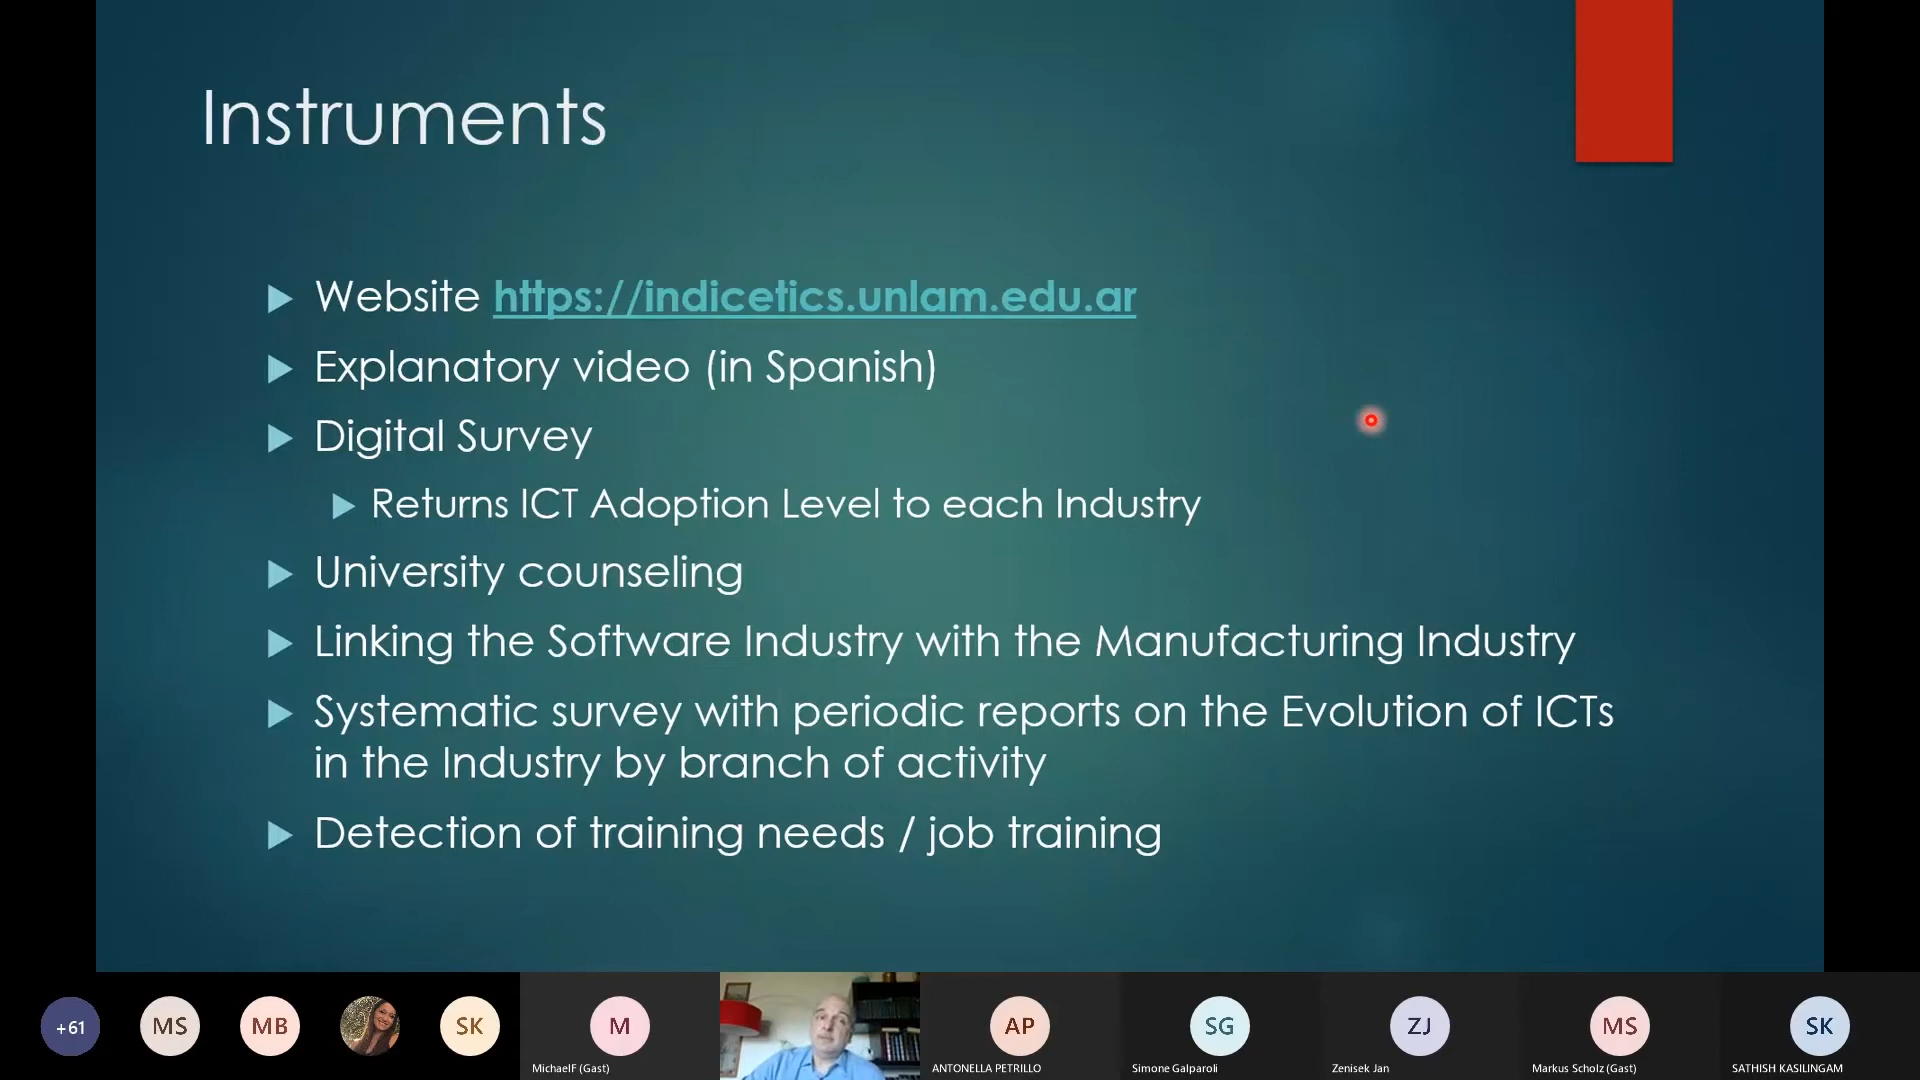 Instruments
Website https://indicetics.unlam.edu.ar
Explanatory video (in Spanish)
Digital Survey
Returns ICT Adoption Level to each Industry
University counseling
Linking the Software Industry with the Manufacturing Industry
Systematic survey with periodic reports on the Evolution of ICTs
in the Industry by branch of activity
Detection of training needs / job training
+61
MS
MB
SK
M
MichaelF (Gast)
AP
ANTONELLA PETRILLO
SG
Simone Galparoli
ZJ
Zenisek Jan
MS
Markus Scholz (Gast)
SK
SATHISH KASILINGAM